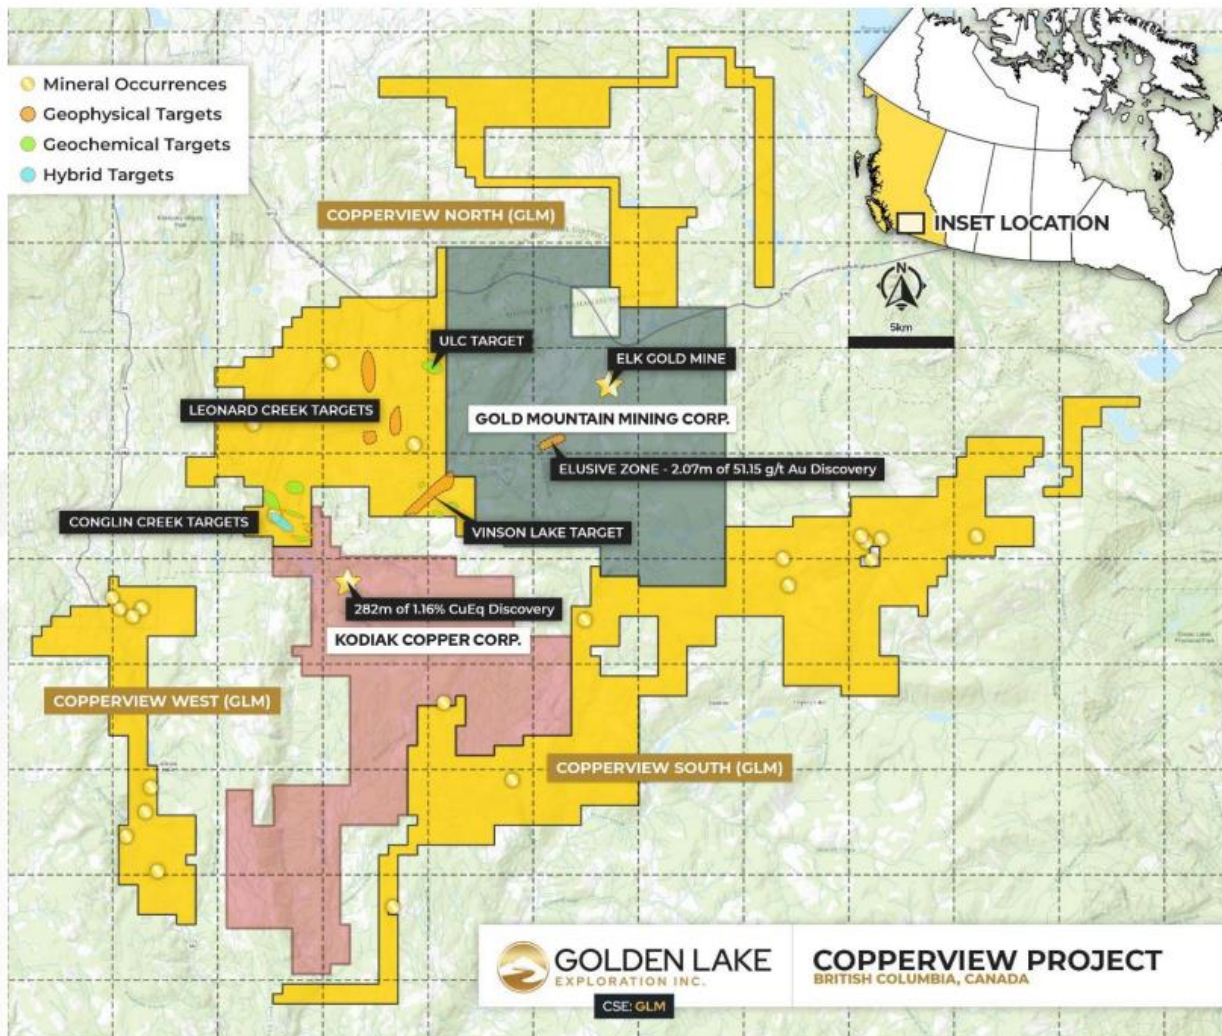 Mineral Occurrences
Geophysical Targets
Geochemical Targets
Hybrid Targets
INSET LOCATION
N
5km
COPPERVIEW NORTH (GLM)
ULC TARGET
ELK GOLD MINE
LEONARD CREEK TARGETS
GOLD MOUNTAIN MINING CORP.
ELUSIVE ZONE - 2.07m of 51.15 g/t Au Discovery
CONGLIN CREEK TARGETS
VINSON LAKE TARGET
282m of 1.16% CuEq Discovery
KODIAK COPPER CORP.
COPPERVIEW WEST (GLM)
COPPERVIEW SOUTH (GLM)
GOLDEN LAKE
EXPLORATION INC.
CSE: GLM
COPPERVIEW PROJECT
BRITISH COLUMBIA, CANADA